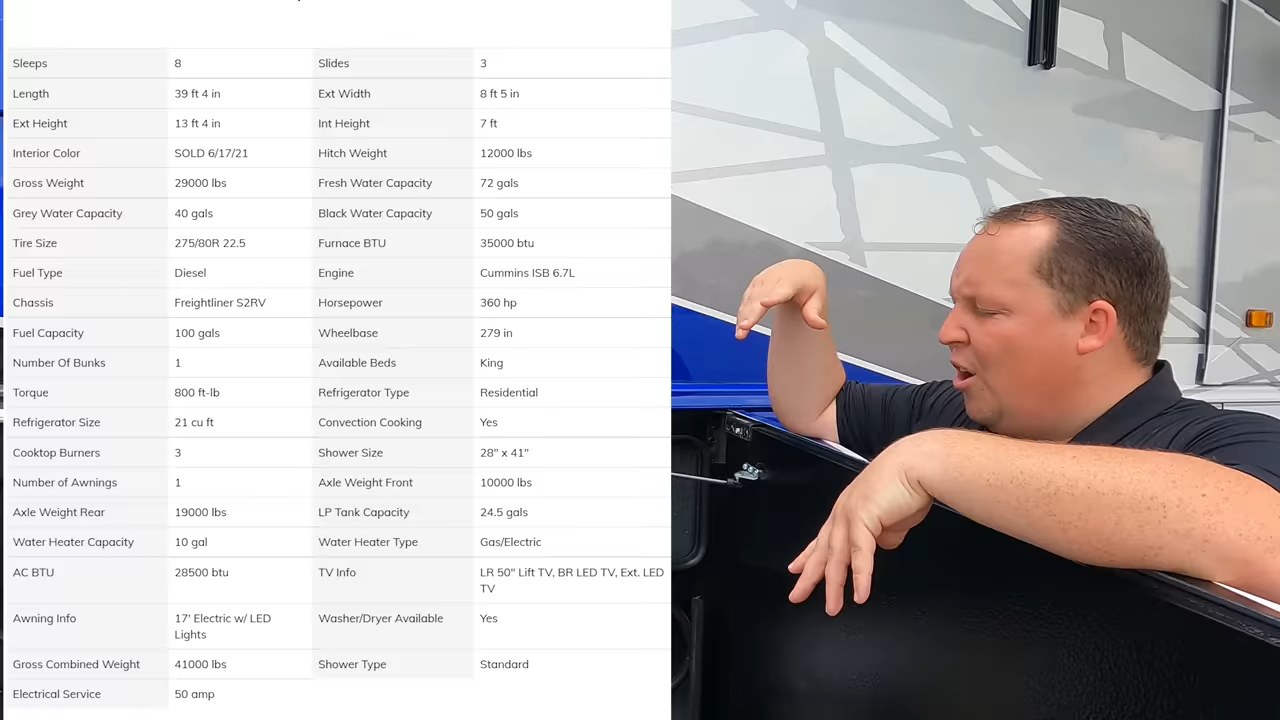 Sleeps 8 Slides 3
Length 39 ft 4 in Ext Width 8 ft 5 in
Ext Height 13 ft 4 in Int Height 7 ft
Interior Color SOLD 6/17/21 Hitch Weight 12000 lbs
Gross Weight 29000 lbs Fresh Water Capacity 72 gals
Grey Water Capacity 40 gals Black Water Capacity 50 gals
Tire Size 275/80R 22.5 Furnace BTU 35000 btu
Fuel Type Diesel Engine Cummins ISB 6.7L
Chassis Freightliner S2RV Horsepower 360 hp
Fuel Capacity 100 gals Wheelbase 279 in
Number Of Bunks 1 Available Beds King
Torque 800 ft-lb Refrigerator Type Residential
Refrigerator Size 21 cu ft Convection Cooking Yes
Cooktop Burners 3 Shower Size 28" x 41"
Number of Awnings 1 Axle Weight Front 10000 lbs
Axle Weight Rear 19000 lbs LP Tank Capacity 24.5 gals
Water Heater Capacity 10 gal Water Heater Type Gas/Electric
AC BTU 28500 btu TV Info LR 50" Lift TV, BR LED TV, Ext. LED
TV
Awning Info 17' Electric w/ LED Washer/Dryer Available Yes
Lights
Gross Combined Weight 41000 lbs Shower Type Standard
Electrical Service 50 amp